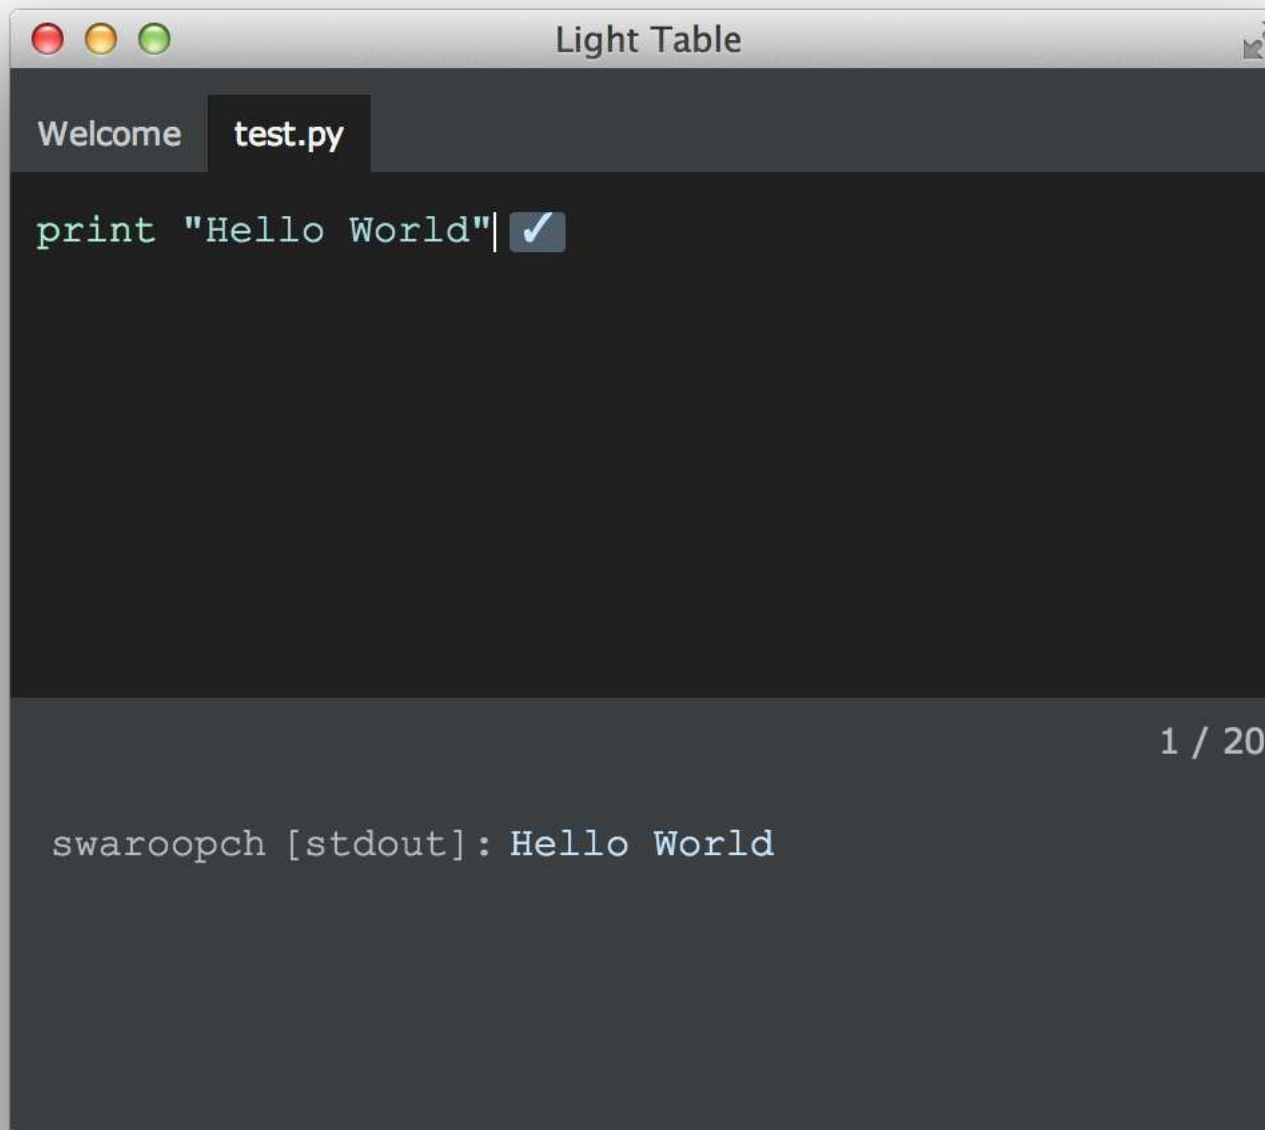 Light Table
Welcome test.py
print "Hello World" ✓
1 / 20
swaroopch [stdout]: Hello World